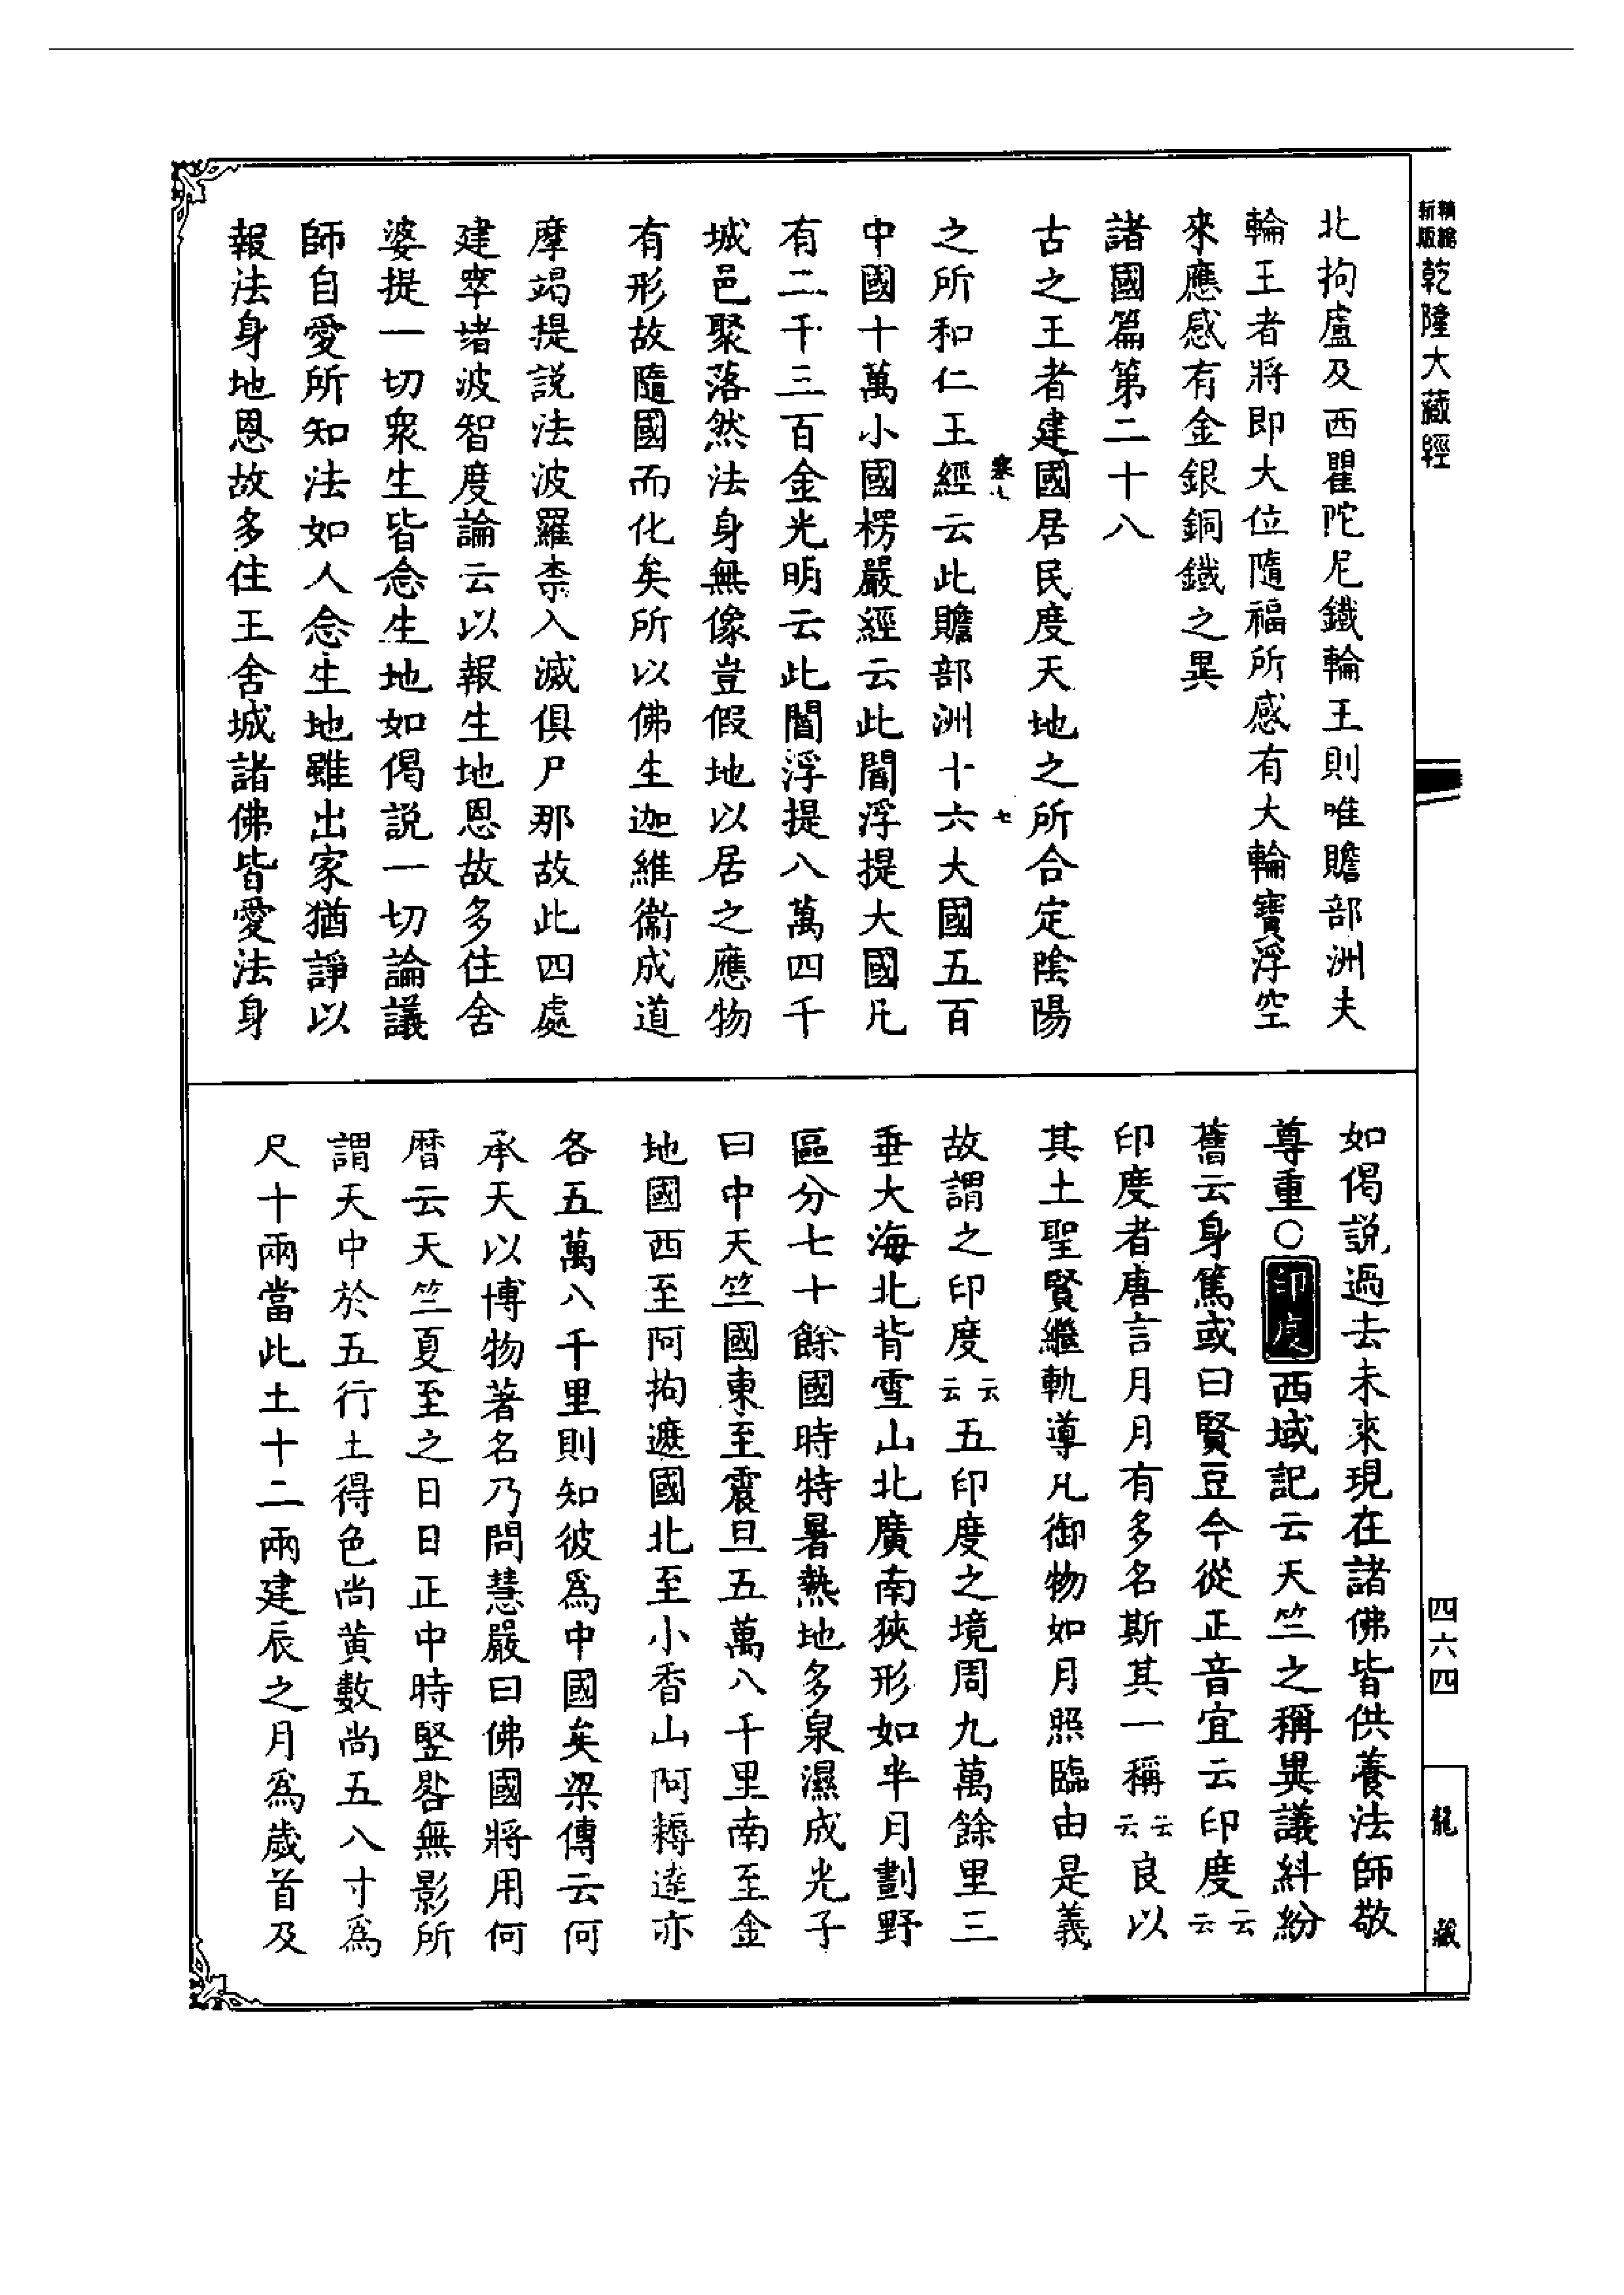 精縮
新版
乾隆大藏經
北拘盧及西瞿陀尼鐵輪王則唯贍部洲夫
輪王者將即大位隨福所感有大輪寶浮空
來應感有金銀銅鐵之異
諸國篇第二十八
古之王者建國居民度天地之所合定陰陽
七
之所和仁王經云此贍部洲十六大國五百
中國十萬小國楞嚴經云此閻浮提大國凡
有二千三百金光明云此閻浮提八萬四千
城邑聚落然法身無像豈假地以居之應物
有形故隨國而化矣所以佛生迦維衞成道
摩竭提說法波羅柰入滅俱尸那故此四處
建窣堵波智度論云以報生地恩故多住舍
婆提一切衆生皆念生地如偈說一切論議
師自愛所知法如人念生地雖出家猶諍以
報法身地恩故多住王舍城諸佛皆愛法身
如偈說過去未來現在諸佛皆供養法師敬
尊重○印度西域記云天竺之稱異議糾紛
舊云身篤或曰賢豆今從正音宜云印度云云
印度者唐言月月有多名斯其一稱云云良以
其土聖賢繼軌導凡御物如月照臨由是義
故謂之印度云云五印度之境周九萬餘里三
垂大海北背雪山北廣南狹形如半月劃野
區分七十餘國時特暑熱地多泉濕成光子
曰中天竺國東至震旦五萬八千里南至金
地國西至阿拘遮國北至小香山阿耨達亦
各五萬八千里則知彼爲中國矣梁傳云何
承天以博物著名乃問慧嚴曰佛國將用何
曆云天竺夏至之日日正中時竪晷無影所
謂天中於五行土得色尚黄數尚五八寸爲
尺十兩當此土十二兩建辰之月爲歲首及
四六四
龍藏